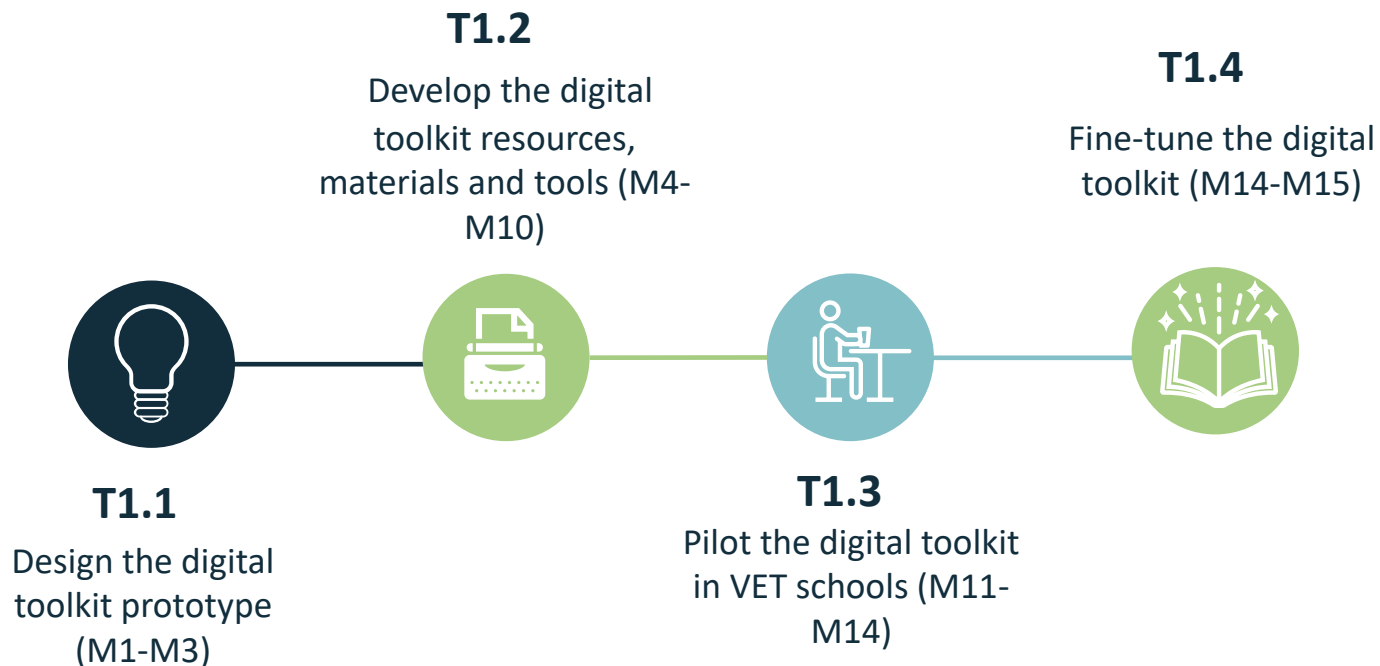 T1.1
Design the digital
toolkit prototype
(M1-M3)
T1.2
Develop the digital
toolkit resources,
materials and tools (M4-
M10)
T1.3
Pilot the digital toolkit
in VET schools (M11-
M14)
T1.4
Fine-tune the digital
toolkit (M14-M15)